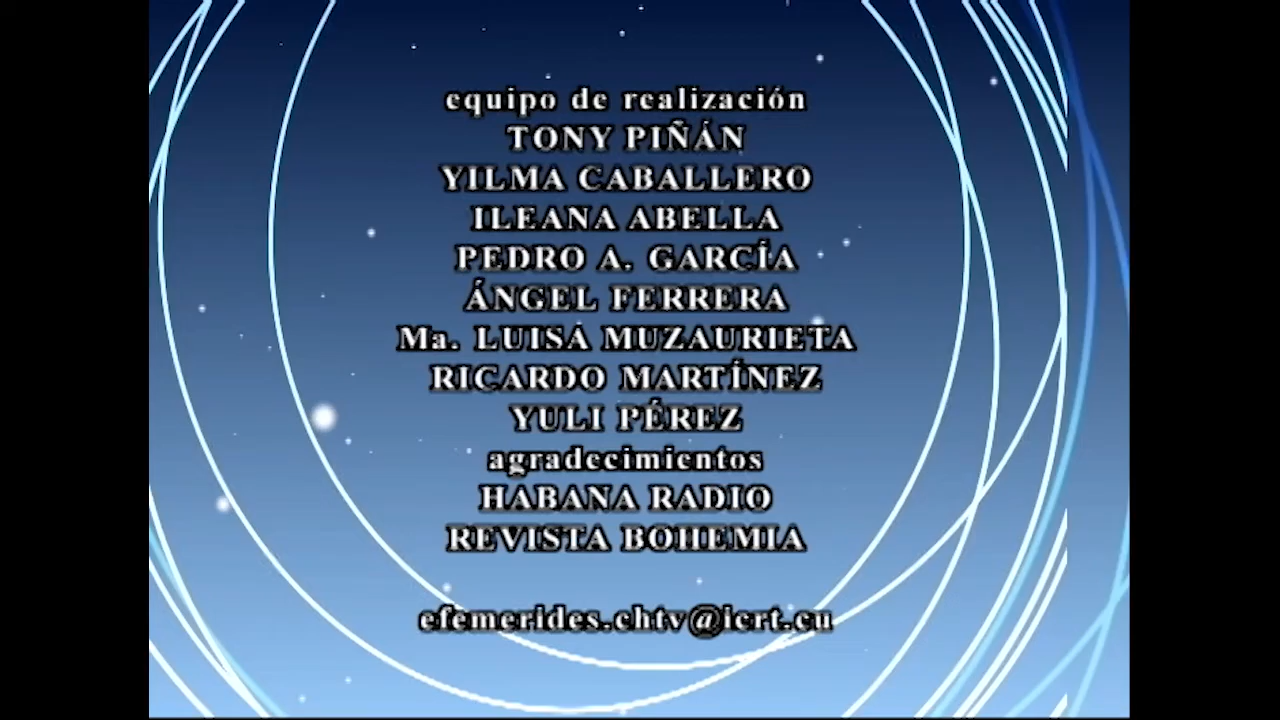 equipo de realización
TONY PIÑÁN
YILMA CABALLERO
ILEANA ABELLA
PEDRO A. GARCÍA
ÁNGEL FERRERA
Ma. LUISA MUZAURIETA
RICARDO MARTÍNEZ
YULI PÉREZ
agradecimientos
HABANA RADIO
REVISTA BOHEMIA
efemerides.chtv@icrt.cu